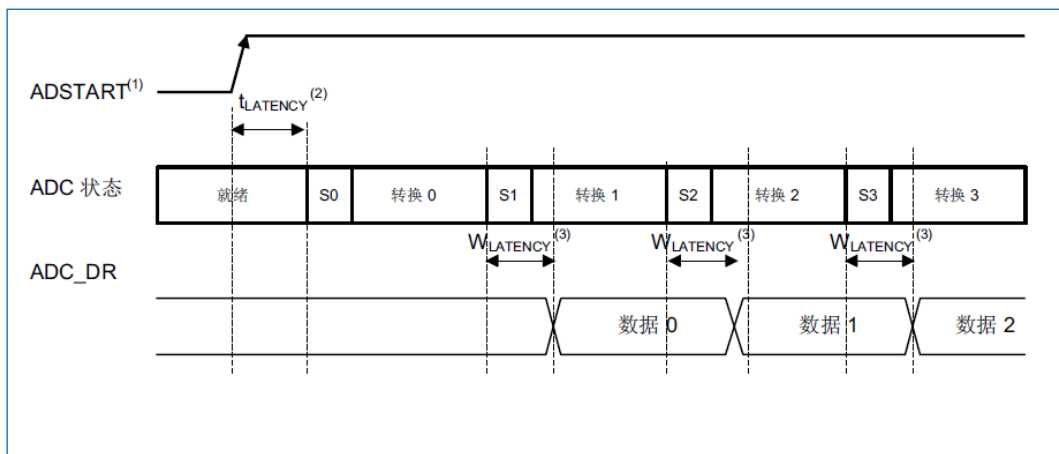 ADSTART(1)
tLATENCY(2)
ADC 状态
就绪 S0 转换 0 S1 转换 1 S2 转换 2 S3 转换 3
WLATENCY(3) WLATENCY(3) WLATENCY(3)
ADC_DR
数据 0 数据 1 数据 2